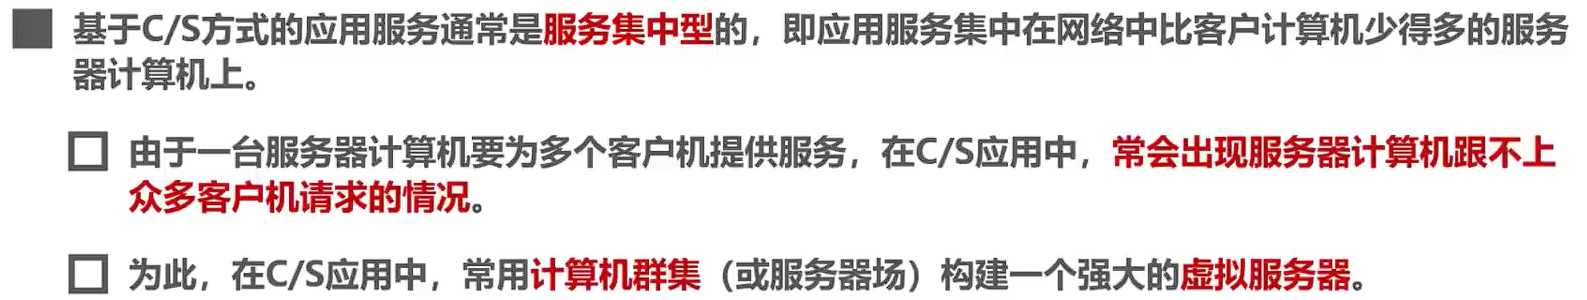 基于C/S方式的应用服务通常是服务集中型的，即应用服务集中在网络中比客户计算机少得多的服务
器计算机上。
由于一台服务器计算机要为多个客户机提供服务，在C/S应用中，常会出现服务器计算机跟不上
众多客户机请求的情况。
为此，在C/S应用中，常用计算机群集（或服务器场）构建一个强大的虚拟服务器。